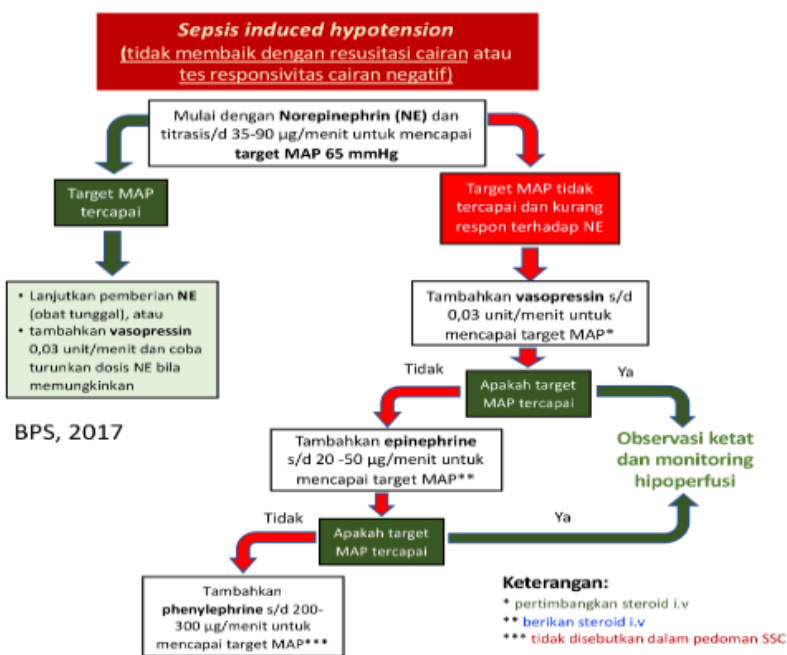 Sepsis induced hypotension
(tidak membaik dengan resusitasi cairan atau
tes responsivitas cairan negatif)
Mulai dengan Norepinephrin (NE) dan
titrasis/d 35-90 µg/menit untuk mencapai
target MAP 65 mmHg
Target MAP
tercapai
Target MAP tidak
tercapai dan kurang
respon terhadap NE
• Lanjutkan pemberian NE
(obat tunggal), atau
• tambahkan vasopressin
0,03 unit/menit dan coba
turunkan dosis NE bila
memungkinkan
Tambahkan vasopressin s/d
0,03 unit/menit untuk
mencapai target MAP*
Tidak
Apakah target
MAP tercapai
Ya
BPS, 2017
Tambahkan epinephrine
s/d 20 -50 µg/menit untuk
mencapai target MAP**
Observasi ketat
dan monitoring
hipoperfusi
Tidak
Apakah target
MAP tercapai
Ya
Tambahkan
phenylephrine s/d 200-
300 µg/menit untuk
mencapai target MAP***
Keterangan:
* pertimbangkan steroid i.v
** berikan steroid i.v
*** tidak disebutkan dalam pedoman SSC